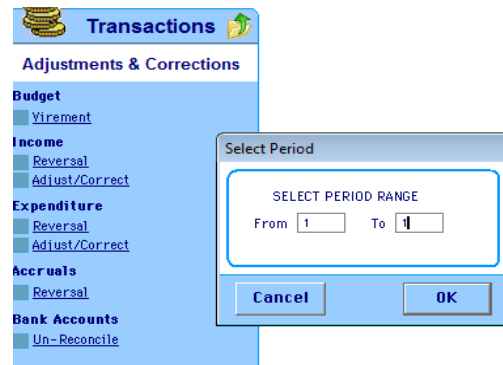 Transactions
Adjustments & Corrections
Budget
Virement
Income
Reversal
Adjust/Correct
Expenditure
Reversal
Adjust/Correct
Accruals
Reversal
Bank Accounts
Un-Reconcile
Select Period
SELECT PERIOD RANGE
From 1 To 1
Cancel OK